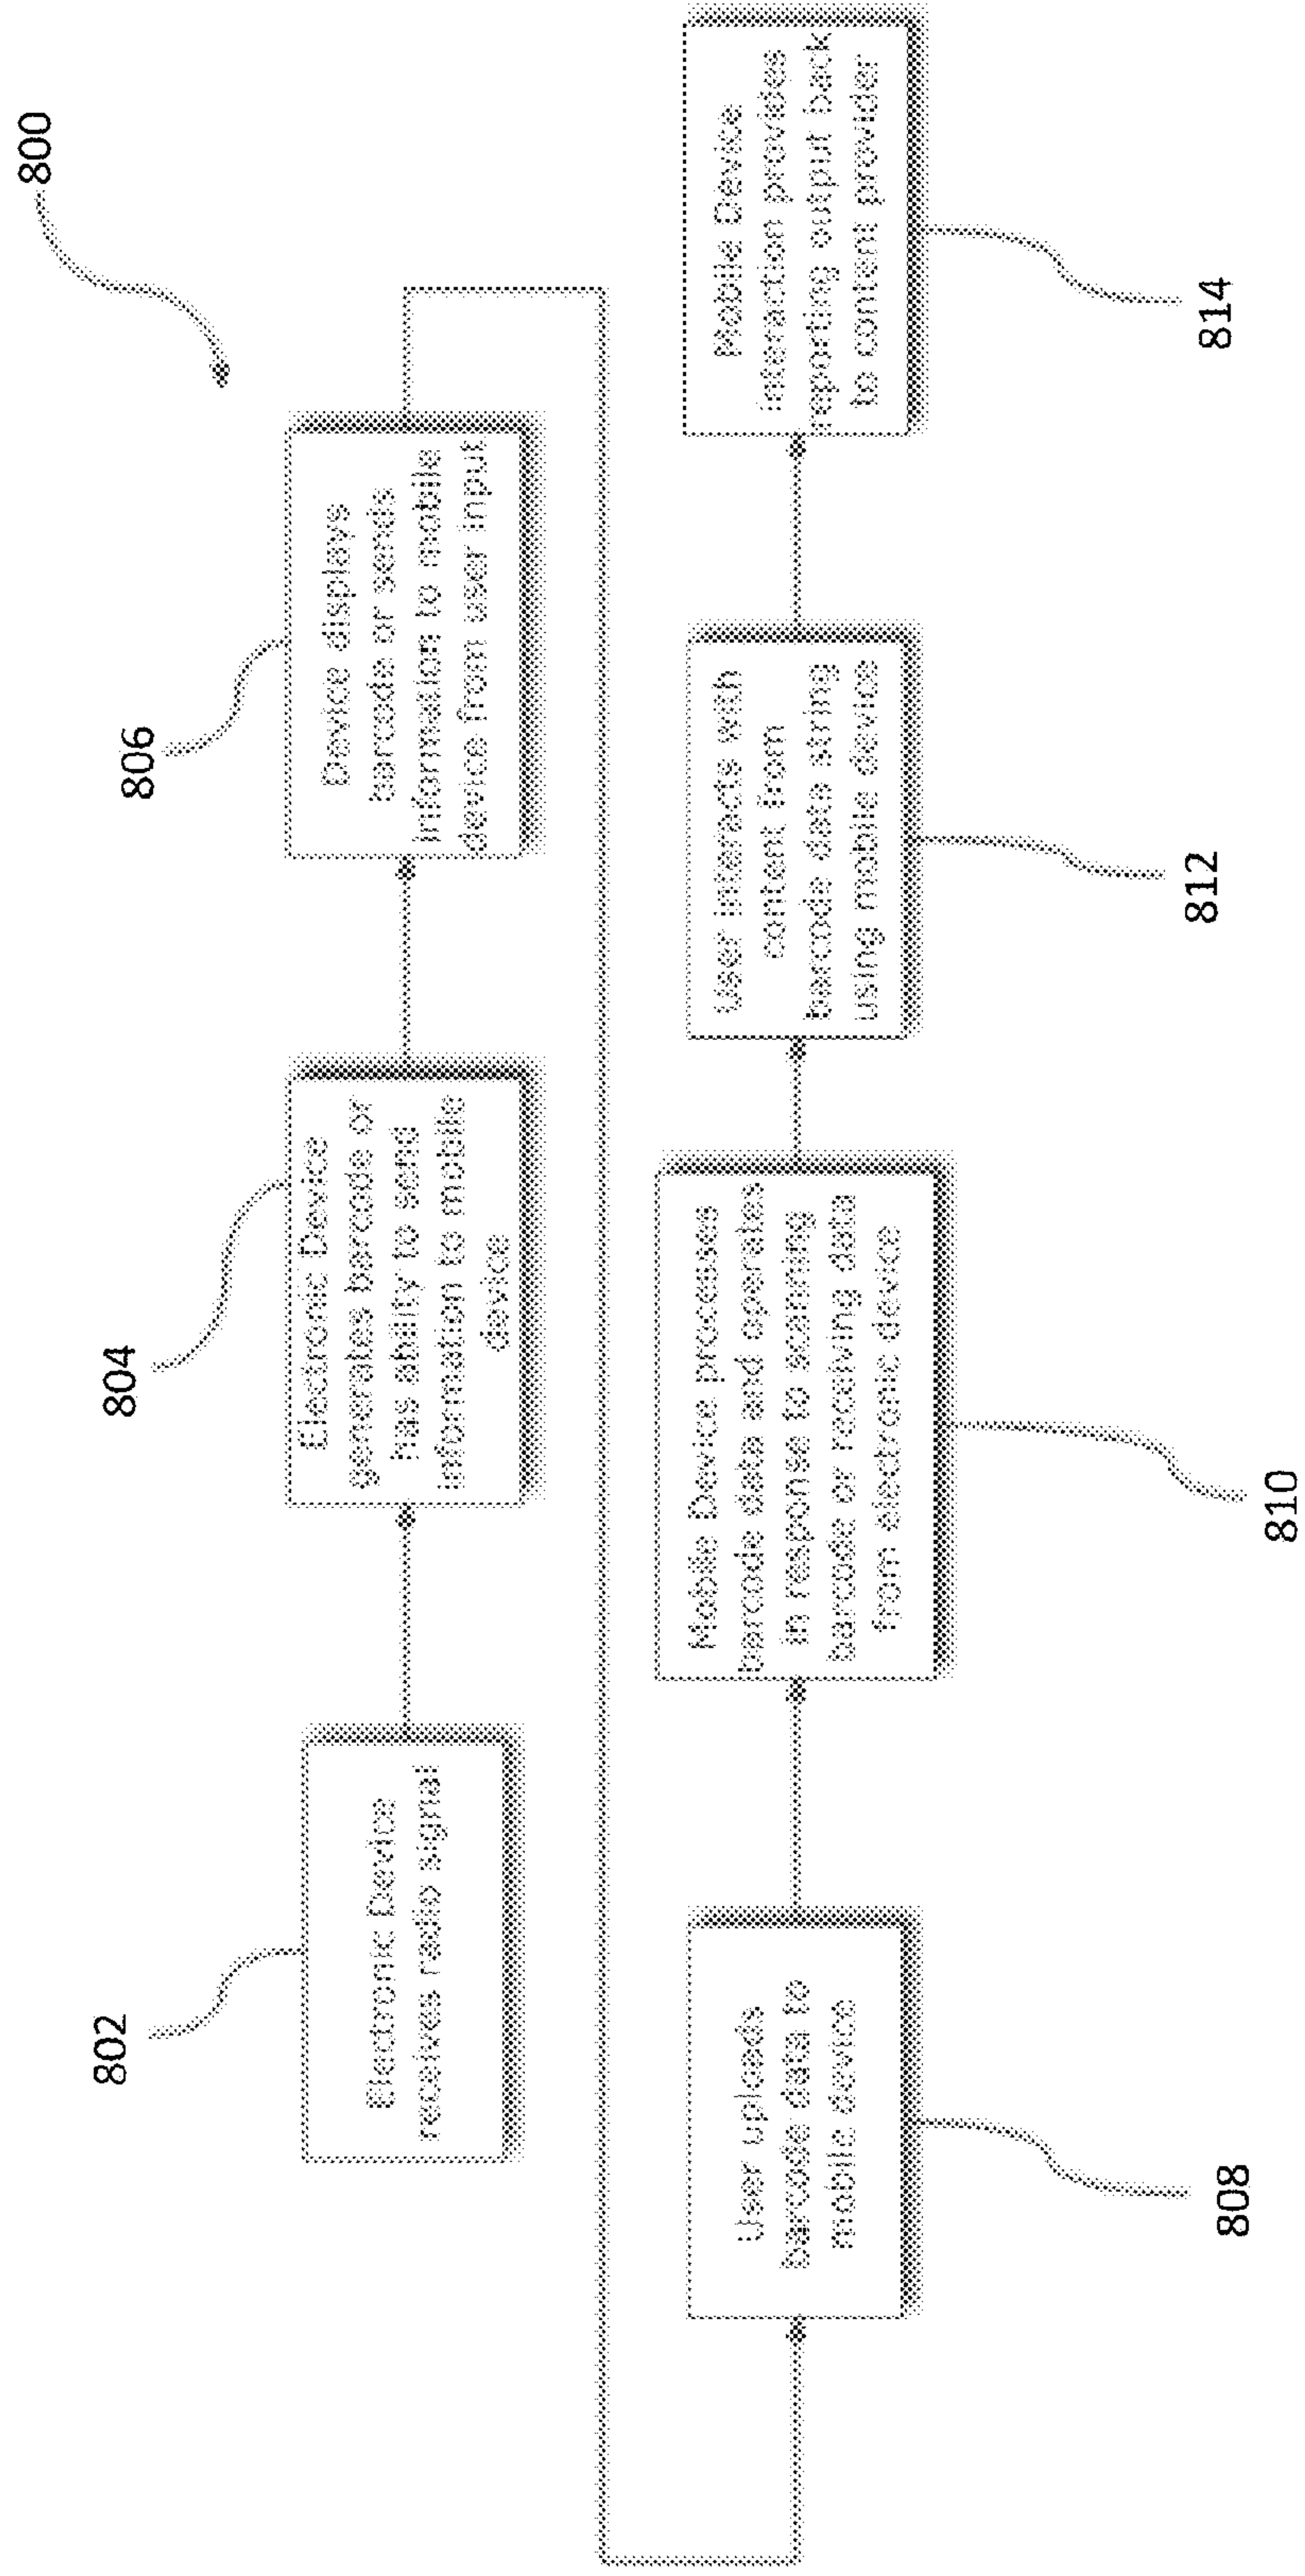 800
802
Electronic Device
receives radio signal
804
Electronic Device
generates barcode or
has ability to send
information to mobile
device
806
Device displays
barcode or sends
information to mobile
device from user input
808
User uploads
barcode data to
mobile device
810
Mobile Device processes
barcode data and operates
in response to scanning
barcode or receiving data
from electronic device
812
User interacts with
content from
barcode data string
using mobile device
814
Mobile Device
interaction provides
reporting output back
to content provider